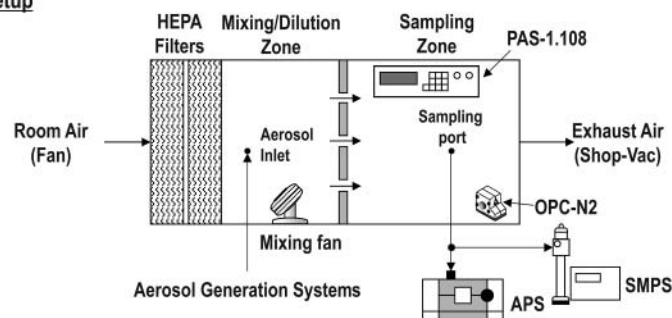 etup
HEPA
Filters
Mixing/Dilution
Zone
Sampling
Zone
PAS-1.108
Room Air
(Fan)
Aerosol
Inlet
Sampling
port
Exhaust Air
(Shop-Vac)
OPC-N2
Mixing fan
Aerosol Generation Systems
APS
SMPS